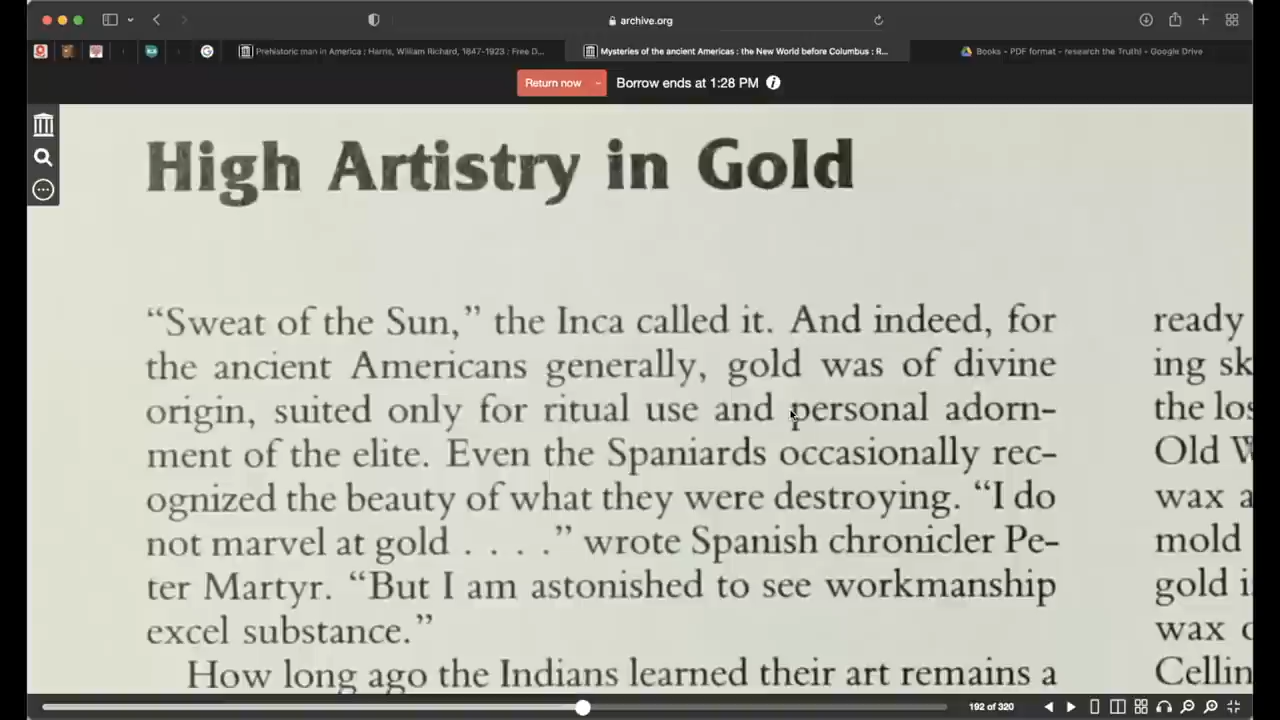 archive.org
Prehistoric man in America : Harris, William Richard, 1847-1923 : Free D...
Mysteries of the ancient Americas : the New World before Columbus : R...
Books - PDF format - research the Truth! - Google Drive
Return now
Borrow ends at 1:28 PM
High Artistry in Gold
“Sweat of the Sun,” the Inca called it. And indeed, for
the ancient Americans generally, gold was of divine
origin, suited only for ritual use and personal adorn-
ment of the elite. Even the Spaniards occasionally rec-
ognized the beauty of what they were destroying. “I do
not marvel at gold . . . .” wrote Spanish chronicler Pe-
ter Martyr. “But I am astonished to see workmanship
excel substance.”
How long ago the Indians learned their art remains a
ready
ing sk
the los
Old W
wax a
mold
gold i
wax
Cellin
192 of 320